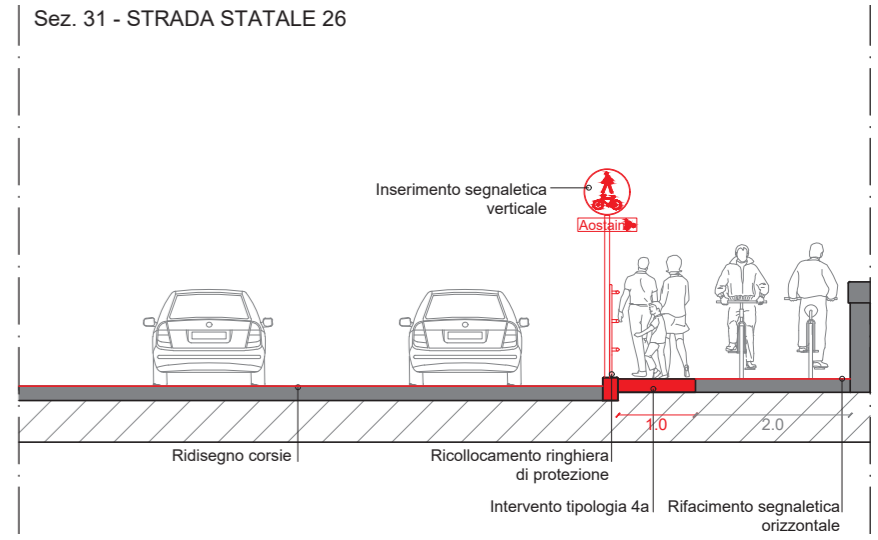 Sez. 31 - STRADA STATALE 26
Inserimento segnaletica
verticale
1.0
2.0
Ridisegno corsie
Ricollocamento ringhiera
di protezione
Intervento tipologia 4a
Rifacimento segnaletica
orizzontale